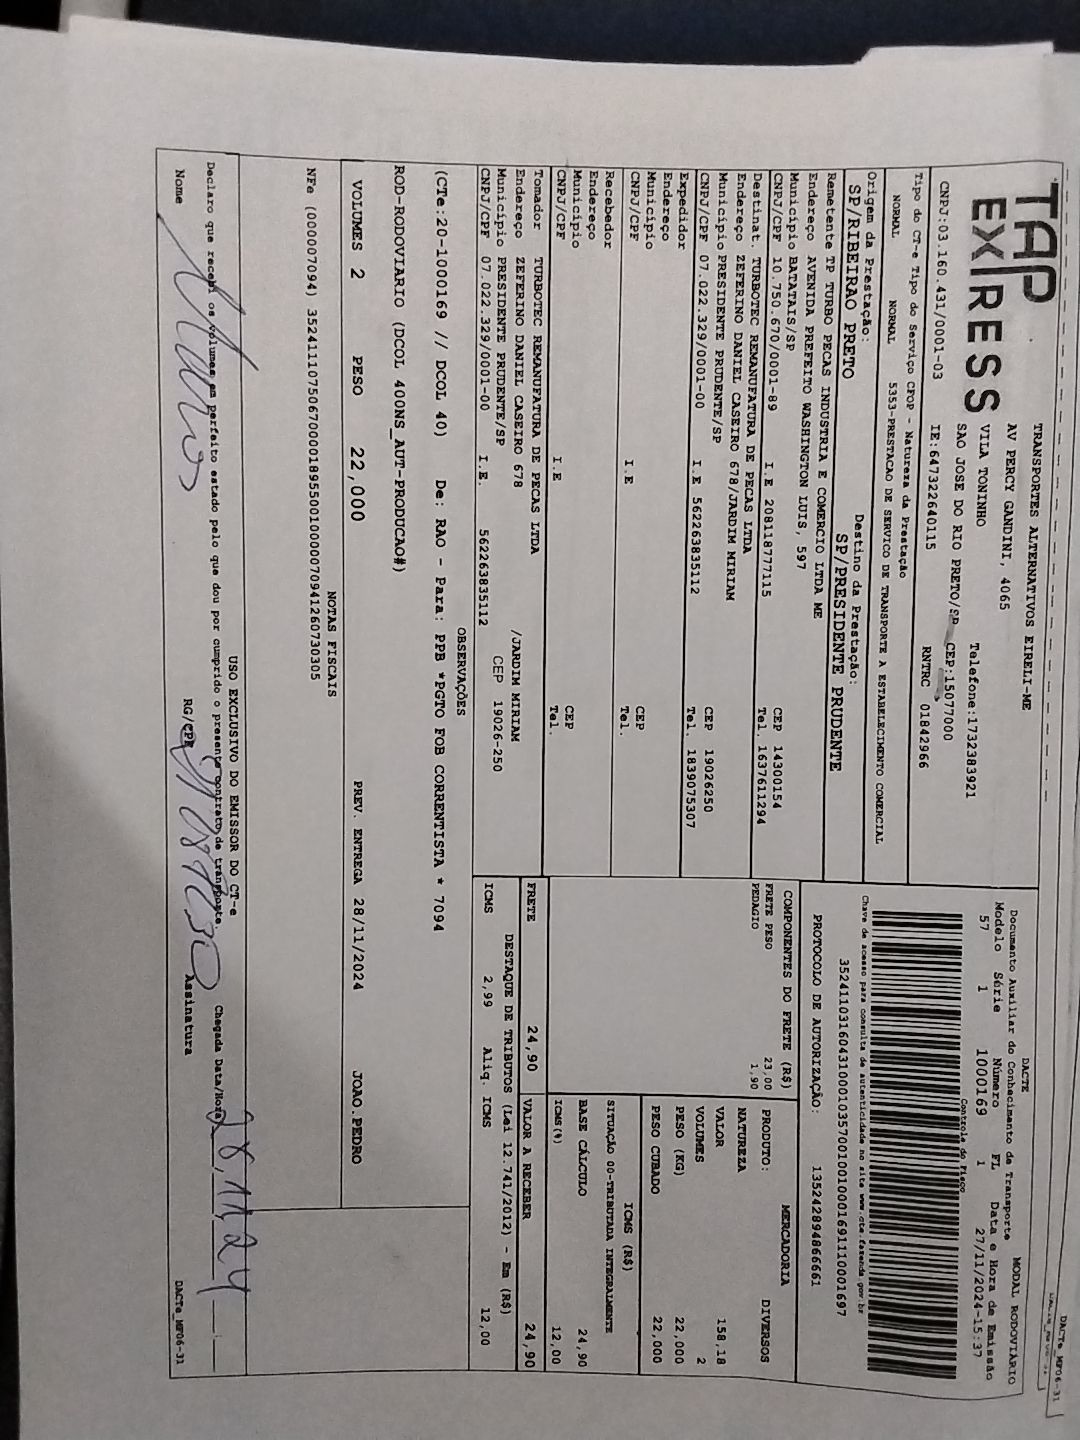 TAP
EXPRESS
TRANSPORTES ALTERNATIVOS EIRELI-ME
AV PERCY GANDINI, 4065
VILA TONINHO Telefone:1732383921
SAO JOSE DO RIO PRETO/SP CEP:15077000
CNPJ:03.160.431/0001-03 IE:647322640115 RNTRC 01842966
Tipo do CT-e Tipo do Serviço CFOP - Natureza da Prestação
NORMAL NORMAL 5353-PRESTACAO DE SERVICO DE TRANSPORTE A ESTABELECIMENTO COMERCIAL
Origem da Prestação: Destino da Prestação:
SP/RIBEIRAO PRETO SP/PRESIDENTE PRUDENTE
DACTE MODAL RODOVIÁRIO
Documento Auxiliar do Conhecimento de Transporte
Modelo Série Número FL Data e Hora de Emissão
57 1 1000169 1 27/11/2024-15:37
Controle do Fisco
Chave de acesso para consulta de autenticidade no site www.cte.fazenda.gov.br
PROTOCOLO DE AUTORIZAÇÃO: 135242894866661
Remetente TP TURBO PECAS INDUSTRIA E COMERCIO LTDA ME
Endereço AVENIDA PREFEITO WASHINGTON LUIS, 597
Município BATATAIS/SP CEP 14300154
CNPJ/CPF 10.750.670/0001-89 I.E 208118777115 Tel. 1637611294
Destinat. TURBOTEC REMANUFATURA DE PECAS LTDA
Endereço ZEFERINO DANIEL CASEIRO 678/JARDIM MIRIAM
Município PRESIDENTE PRUDENTE/SP CEP 19026250
CNPJ/CPF 07.022.329/0001-00 I.E 562263835112 Tel. 1839075307
Expedidor
Endereço
Município CEP
CNPJ/CPF I.E Tel.
Recebedor
Endereço
Município CEP
CNPJ/CPF I.E Tel.
Tomador TURBOTEC REMANUFATURA DE PECAS LTDA
Endereço ZEFERINO DANIEL CASEIRO 678 /JARDIM MIRIAM
Município PRESIDENTE PRUDENTE/SP CEP 19026-250
CNPJ/CPF 07.022.329/0001-00 I.E. 562263835112
COMPONENTES DO FRETE (R$)
FRETE PESO 23,00
PEDAGIO 1,90
FRETE 24,90
PRODUTO: MERCADORIA
NATUREZA DIVERSOS
VALOR 158,18
VOLUMES 2
PESO (KG) 22,000
PESO CUBADO 22,000
ICMS (R$)
SITUAÇÃO 00-TRIBUTADA INTEGRALMENTE
BASE CÁLCULO 24,90
ICMS(%) 12,00
VALOR A RECEBER 24,90
DESTAQUE DE TRIBUTOS (Lei 12.741/2012) - Em (R$)
ICMS 2,99 Aliq. ICMS 12,00
OBSERVAÇÕES
(CTe:20-1000169 // DCOL 40) De: RAO - Para: PPB *PGTO FOB CORRENTISTA * 7094
ROD-RODOVIARIO (DCOL 400NS_AUT-PRODUCAO#)
VOLUMES 2 PESO 22,000 PREV. ENTREGA 28/11/2024 JOAO.PEDRO
NOTAS FISCAIS
USO EXCLUSIVO DO EMISSOR DO CT-e
Declaro que recebi os volumes em perfeito estado pelo que dou por cumprido o presente contrato de transporte. Chegada Data/Hora 28,11,24
Nome RG/CPF Assinatura
DACTe_MF06-31
DACTe_MF06-31